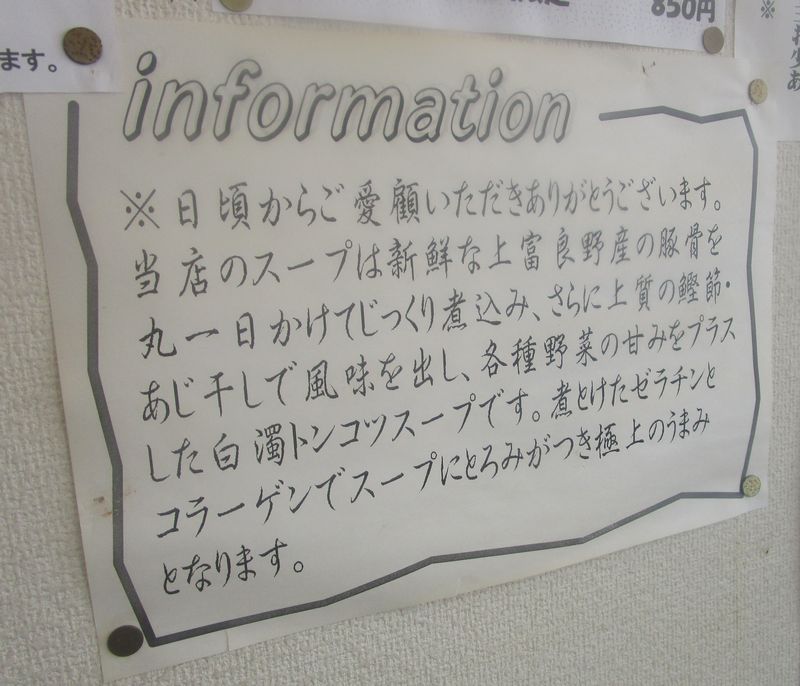 ます。
850円
※
information
※日頃からご愛顧いただきありがとうございます。
当店のスープは新鮮な上富良野産の豚骨を
丸一日かけてじっくり煮込み、さらに上質の鰹節・
あじ干しで風味を出し、各種野菜の甘みをプラス
した白濁トンコツスープです。煮とけたゼラチンと
コラーゲンでスープにとろみがつき極上のうまみ
となります。